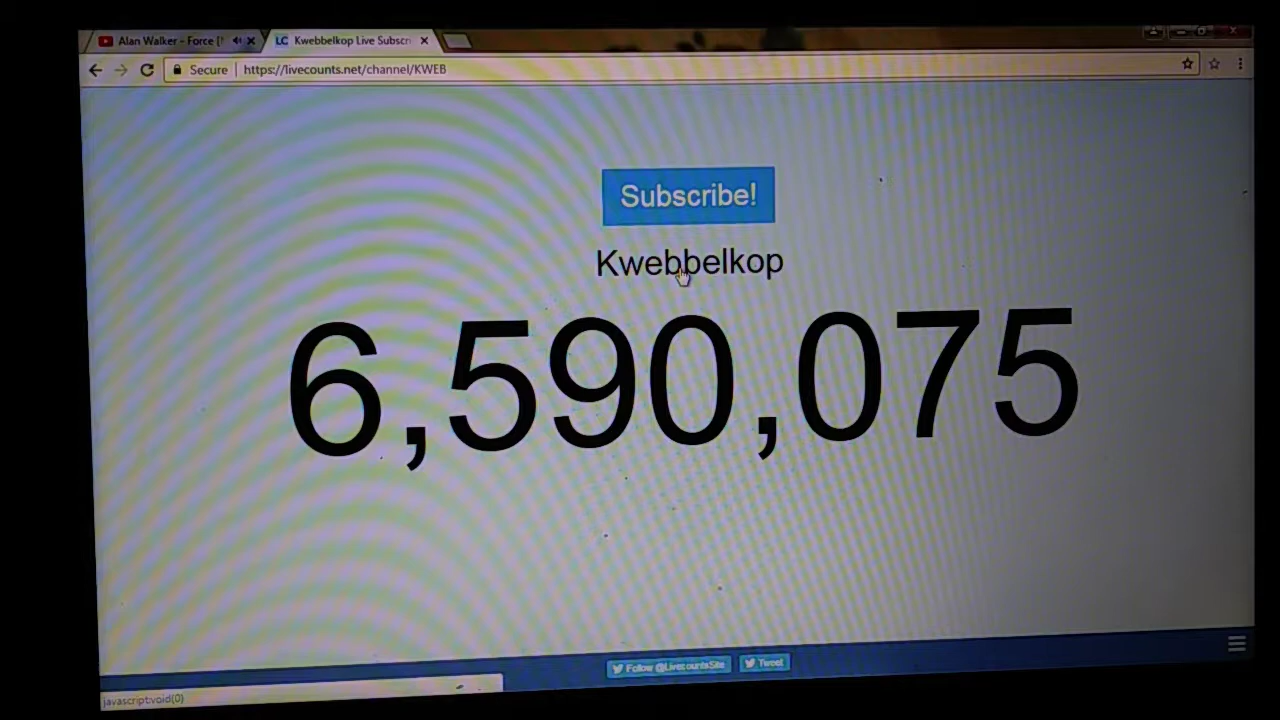 Alan Walker - Force [
LC Kwebbelkop Live Subscri
Secure https://livecounts.net/channel/KWEB
Subscribe!
Kwebbelkop
6,590,075
Follow @LivecountsSite
Tweet
javascript:void(0)